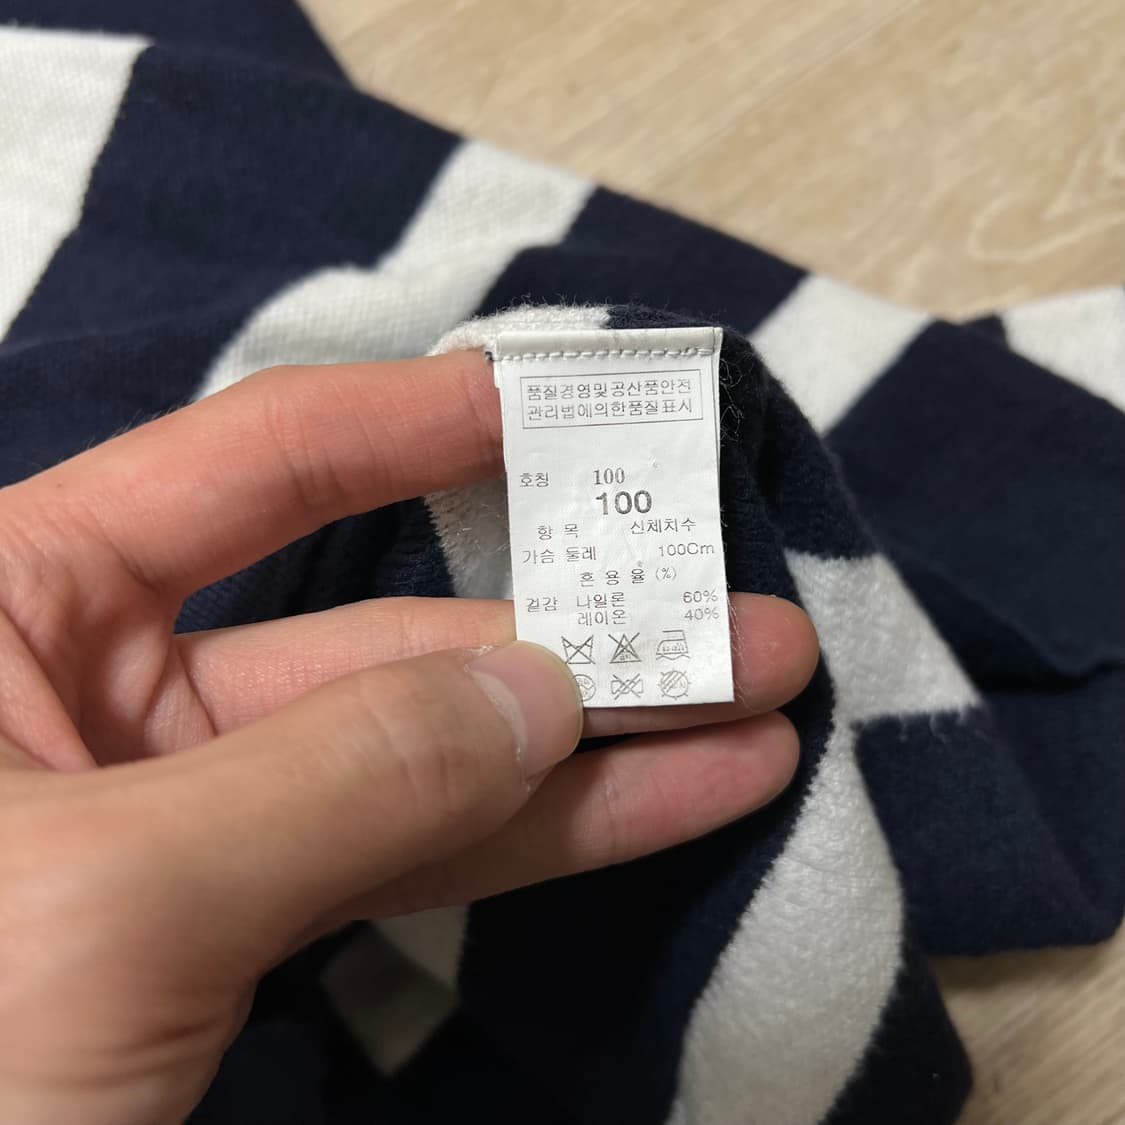 품질경영및공산품안전
관리법에의한품질표시
호칭 100
100
항 목 신체치수
가슴 둘레 100Cm
혼 용 율 (%)
겉감 나일론 60%
레이온 40%